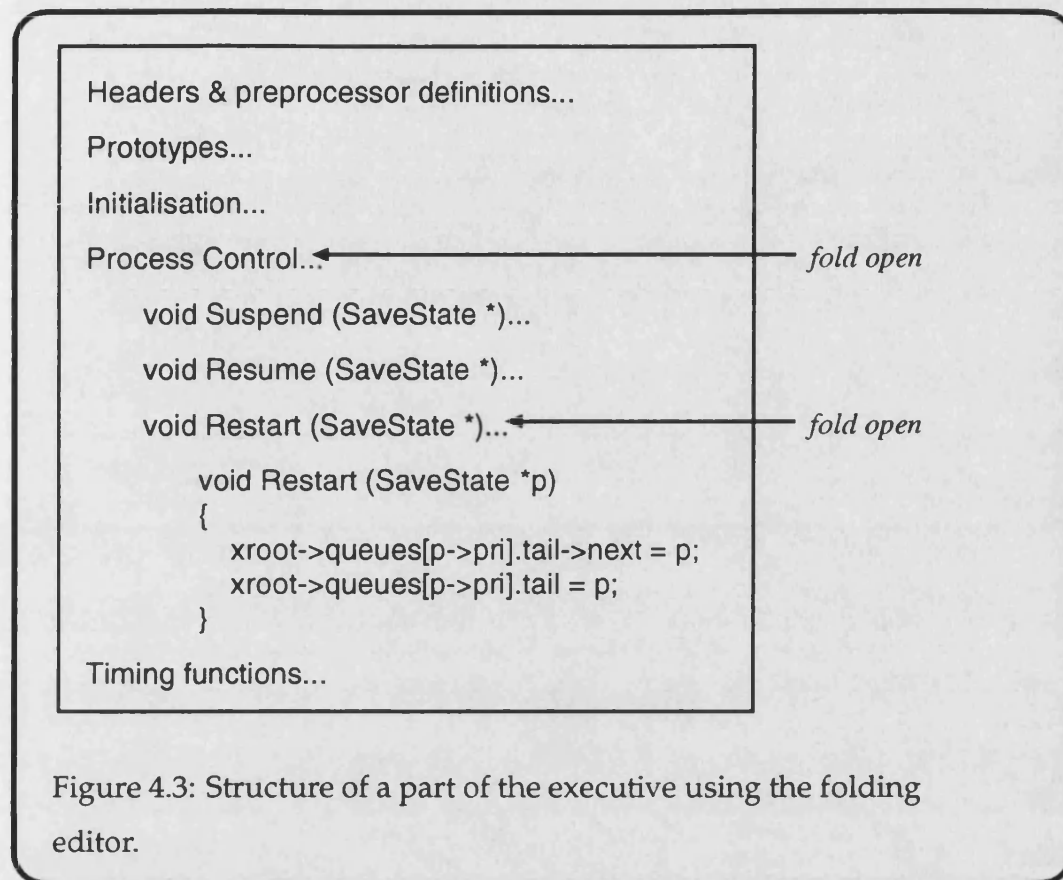 Headers & preprocessor definitions...
Prototypes...
Initialisation...
Process Control...
fold open
void Suspend (SaveState *)...
void Resume (SaveState *)...
void Restart (SaveState *)...
fold open
void Restart (SaveState *p)
{
xroot->queues[p->pri].tail->next = p;
xroot->queues[p->pri].tail = p;
}
Timing functions...
Figure 4.3: Structure of a part of the executive using the folding
editor.